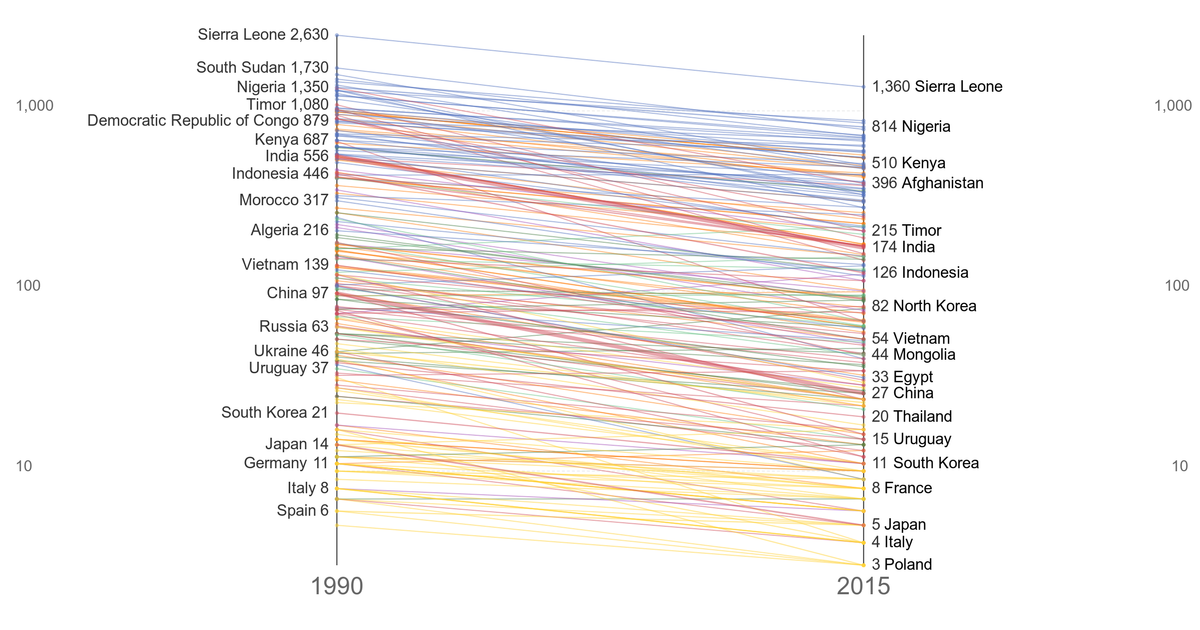 Sierra Leone 2,630
South Sudan 1,730
Nigeria 1,350
Timor 1,080
Democratic Republic of Congo 879
Kenya 687
India 556
Indonesia 446
Morocco 317
Algeria 216
Vietnam 139
China 97
Russia 63
Ukraine 46
Uruguay 37
South Korea 21
Japan 14
Germany 11
Italy 8
Spain 6
1,000
100
10
1,360 Sierra Leone
814 Nigeria
510 Kenya
396 Afghanistan
215 Timor
174 India
126 Indonesia
82 North Korea
54 Vietnam
44 Mongolia
33 Egypt
27 China
20 Thailand
15 Uruguay
11 South Korea
8 France
5 Japan
4 Italy
3 Poland
1,000
100
10
1990
2015